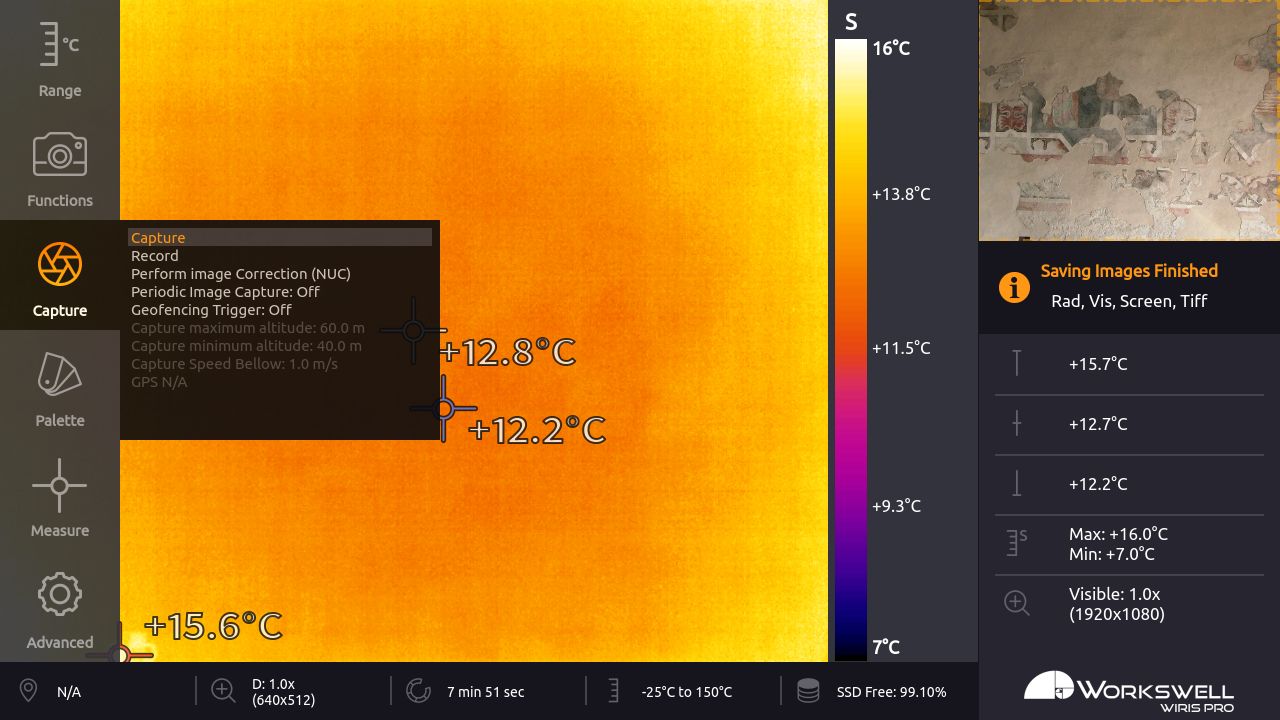 °C
Range
Functions
Capture
Palette
Measure
Advanced
Capture
Record
Perform image Correction (NUC)
Periodic Image Capture: Off
Geofencing Trigger: Off
Capture maximum altitude: 60.0 m
Capture minimum altitude: 40.0 m
Capture Speed Bellow: 1.0 m/s
GPS N/A
+12.8°C
+12.2°C
+15.6°C
S
16°C
+13.8°C
+11.5°C
+9.3°C
7°C
Saving Images Finished
i
Rad, Vis, Screen, Tiff
+15.7°C
+12.7°C
+12.2°C
S
Max: +16.0°C
Min: +7.0°C
Visible: 1.0x
(1920x1080)
N/A
D: 1.0x
(640x512)
7 min 51 sec
-25°C to 150°C
SSD Free: 99.10%
WORKSWELL
WIRIS PRO